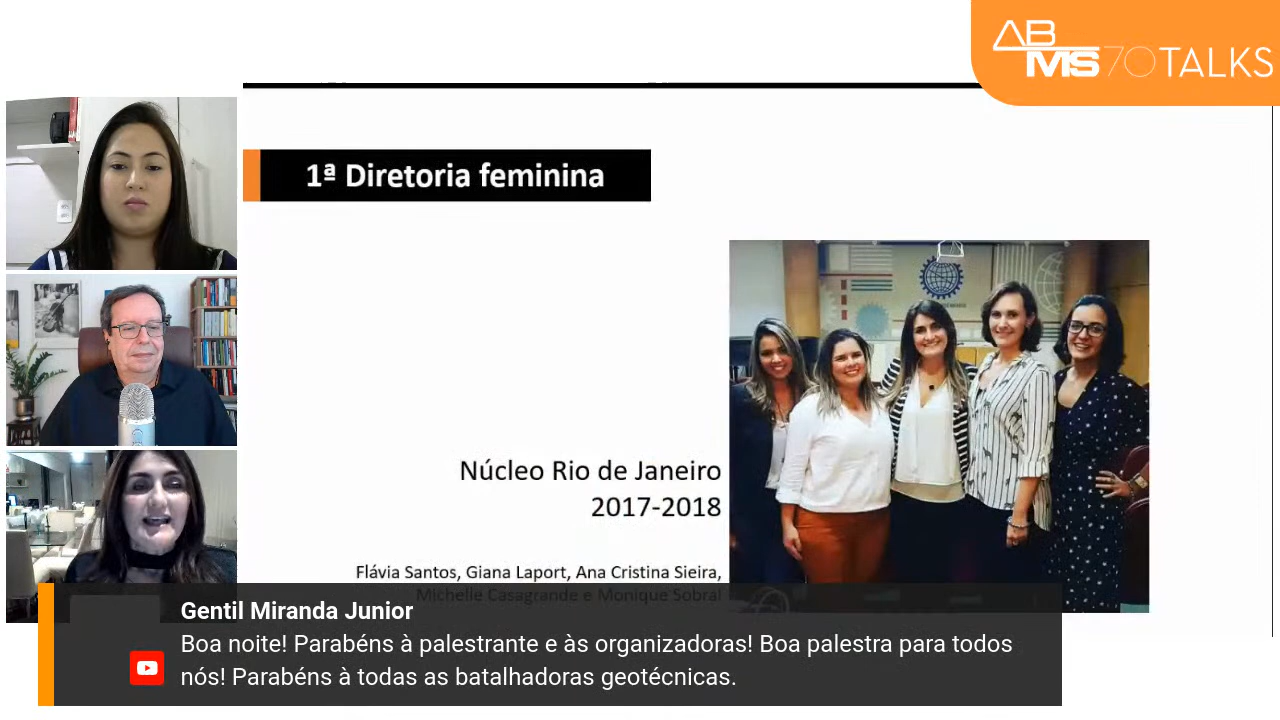 AB
MS 70 TALKS
1ª Diretoria feminina
Núcleo Rio de Janeiro
2017-2018
Flávia Santos, Giana Laport, Ana Cristina Sieira,
Michelle Casagrande e Monique Sobral
Gentil Miranda Junior
Boa noite! Parabéns à palestrante e às organizadoras! Boa palestra para todos
nós! Parabéns à todas as batalhadoras geotécnicas.